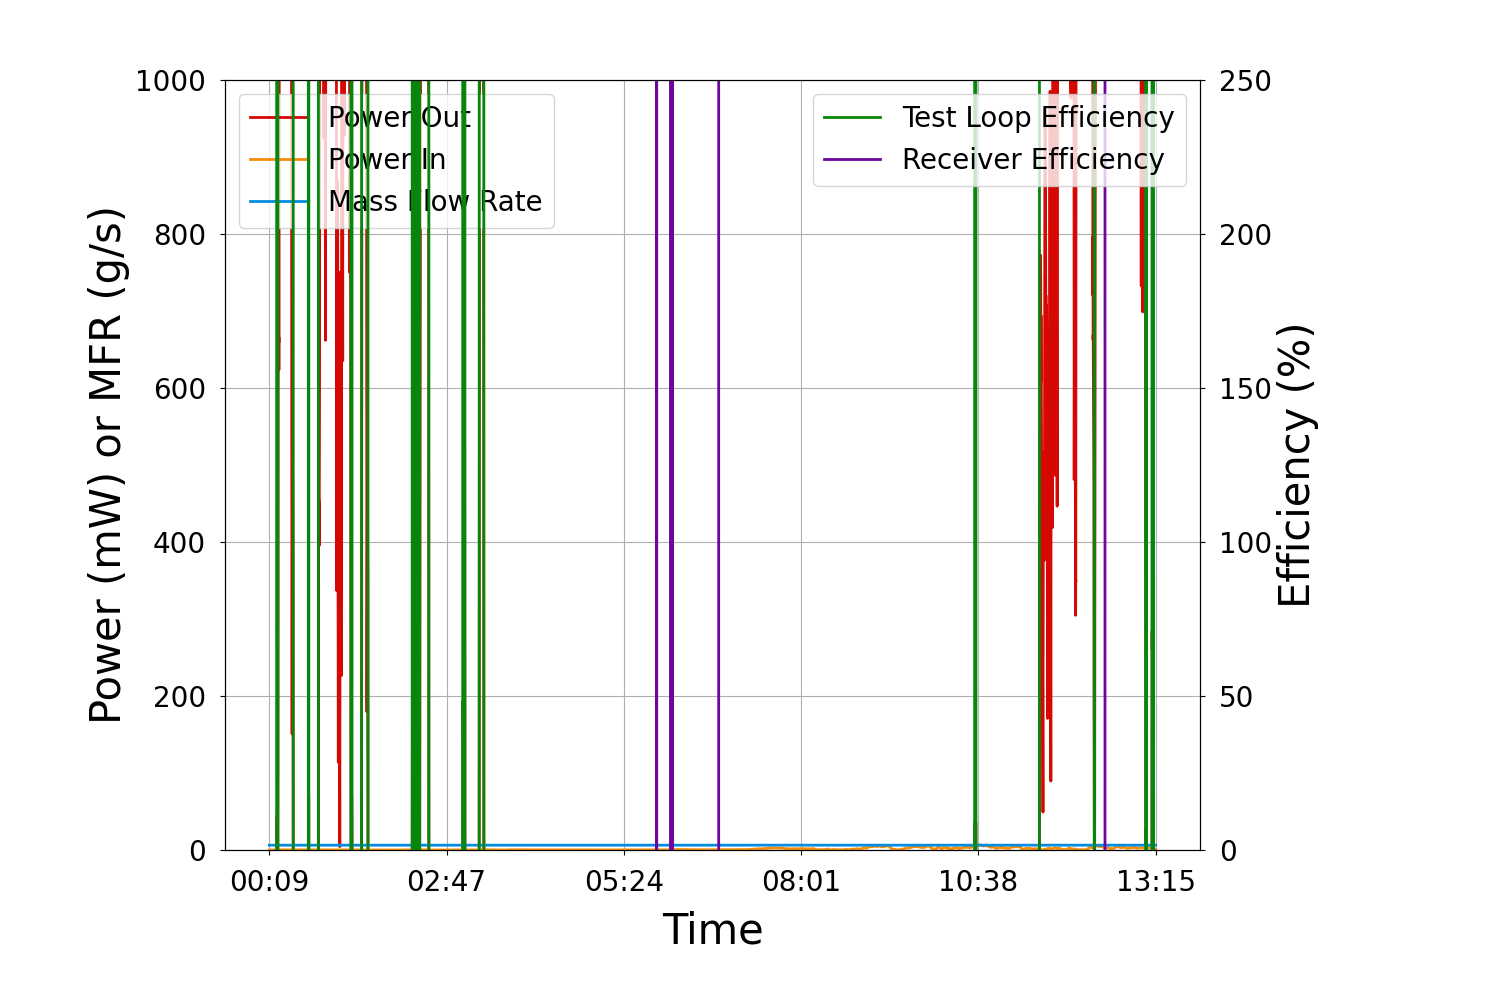 1000
800
600
400
200
0
Power (mW) or MFR (g/s)
Power Out
Power In
Mass Flow Rate
Test Loop Efficiency
Receiver Efficiency
250
200
150
100
50
0
Efficiency (%)
00:09 02:47 05:24 08:01 10:38 13:15
Time